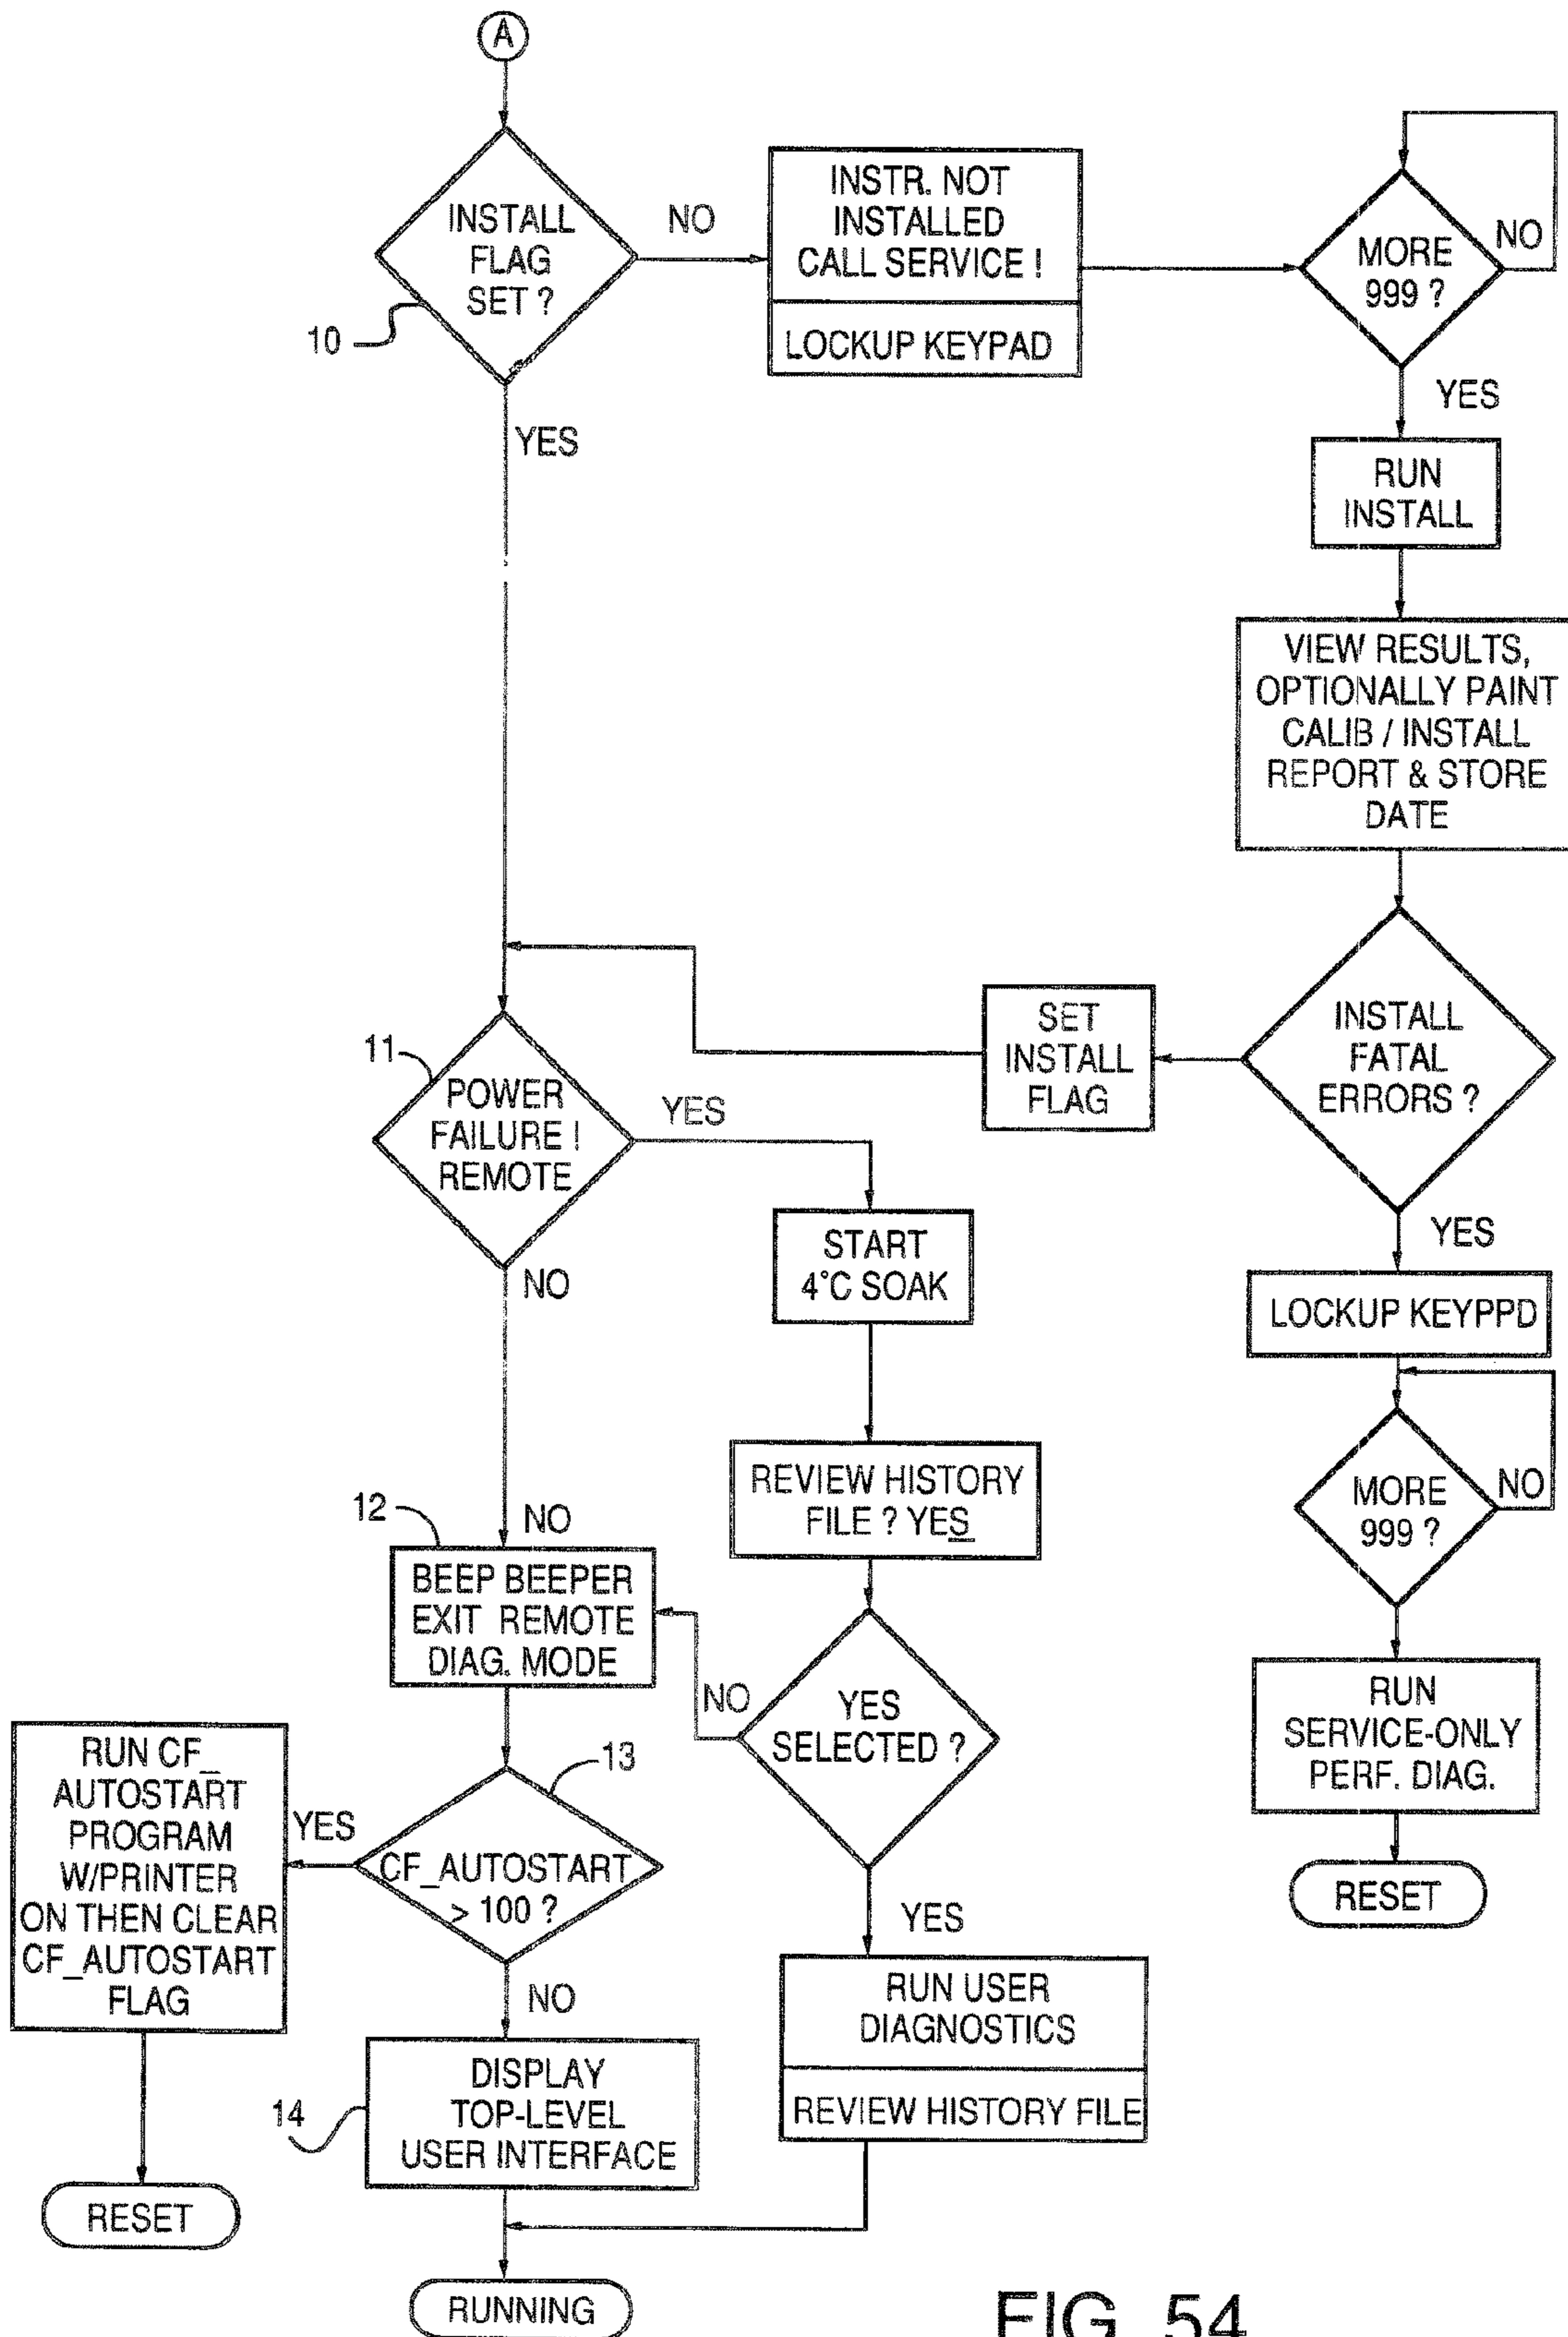 A
INSTALL
FLAG
SET ?
10
NO
INSTR. NOT
INSTALLED
CALL SERVICE !
LOCKUP KEYPAD
MORE
999 ?
NO
YES
YES
RUN
INSTALL
VIEW RESULTS,
OPTIONALLY PAINT
CALIB / INSTALL
REPORT & STORE
DATE
INSTALL
FATAL
ERRORS ?
SET
INSTALL
FLAG
11
POWER
FAILURE !
REMOTE
YES
NO
START
4°C SOAK
YES
LOCKUP KEYPPD
REVIEW HISTORY
FILE ? YES
MORE
999 ?
NO
12
NO
BEEP BEEPER
EXIT REMOTE
DIAG. MODE
NO
YES
SELECTED ?
RUN
SERVICE-ONLY
PERF. DIAG.
RESET
13
RUN CF_
AUTOSTART
PROGRAM
W/PRINTER
ON THEN CLEAR
CF_AUTOSTART
FLAG
YES
CF_AUTOSTART
> 100 ?
NO
YES
RUN USER
DIAGNOSTICS
REVIEW HISTORY FILE
14
DISPLAY
TOP-LEVEL
USER INTERFACE
RESET
RUNNING
FIG. 54